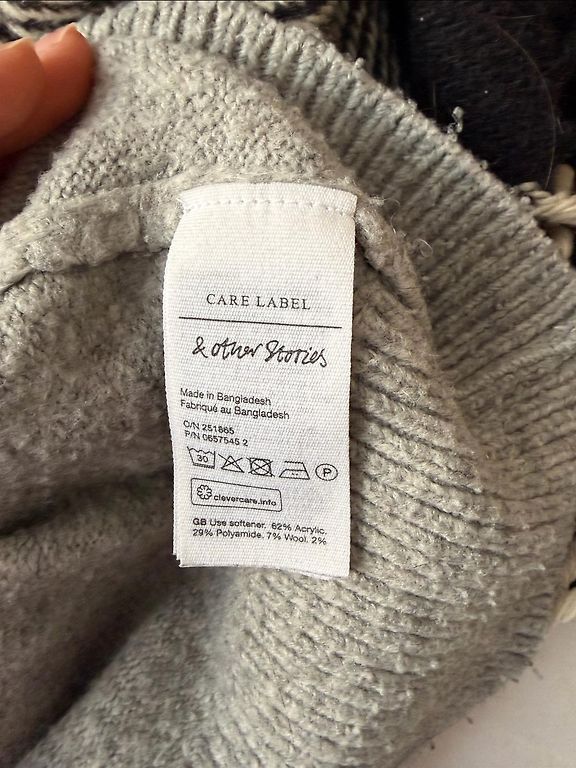 CARE LABEL
& other Stories
Made in Bangladesh
Fabriqué au Bangladesh
O/N 251865
P/N 0657545 2
30 P
clevercare.info
GB Use softener. 62% Acrylic.
29% Polyamide. 7% Wool. 2%